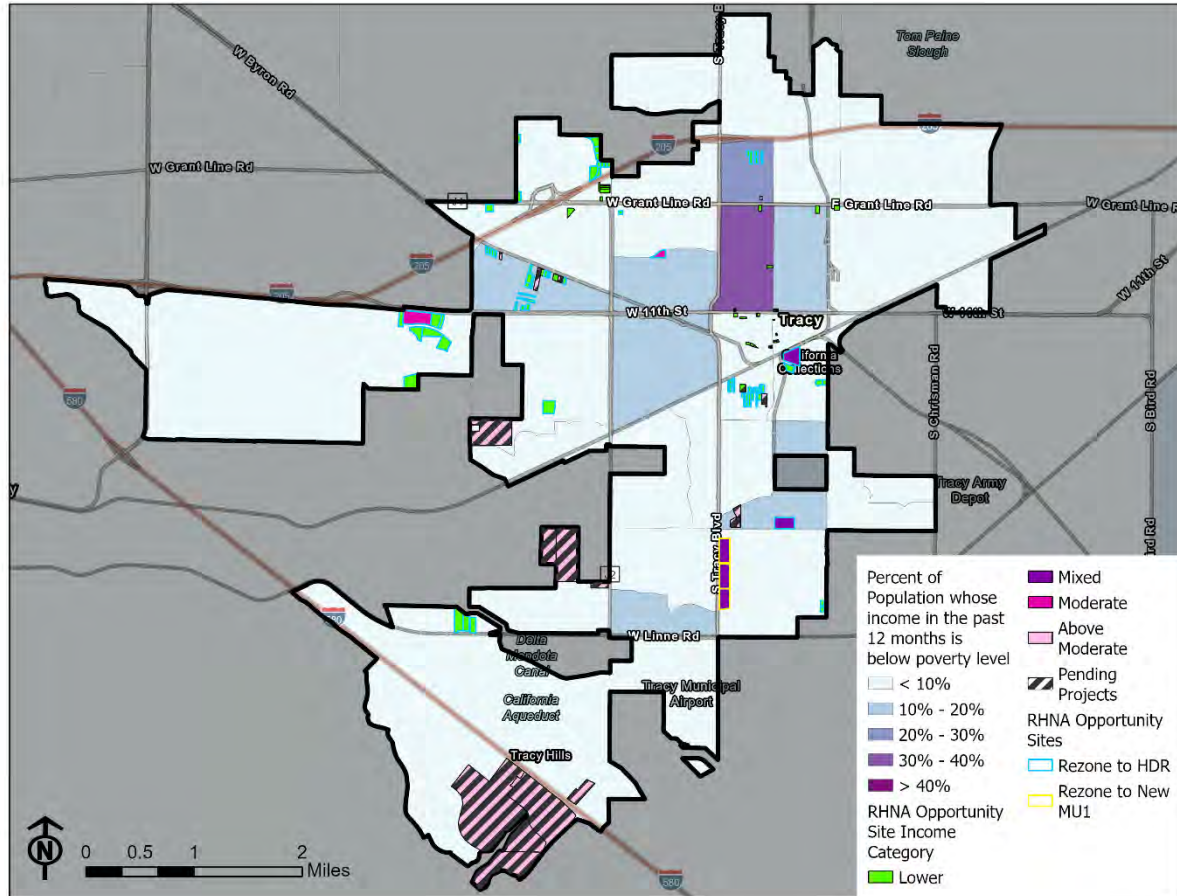 Tom Paine
Slough
W Byron Rd
205
205
W Grant Line Rd
W Grant Line Rd
E Grant Line Rd
W Grant Line R
205
205
W 11th St
W 11th St
W 11th St
Tracy
California
Collections
580
S Chrisman Rd
S Bird Rd
Tracy Army
Depot
S Tracy Blvd
W Linne Rd
580
Delta
Mendota
Canal
California
Aqueduct
Tracy Municipal
Airport
Tracy Hills
580
N
0 0.5 1 2
Miles
Percent of
Population whose
income in the past
12 months is
below poverty level
< 10%
10% - 20%
20% - 30%
30% - 40%
> 40%
RHNA Opportunity
Site Income
Category
Lower
Mixed
Moderate
Above
Moderate
Pending
Projects
RHNA Opportunity
Sites
Rezone to HDR
Rezone to New
MU1